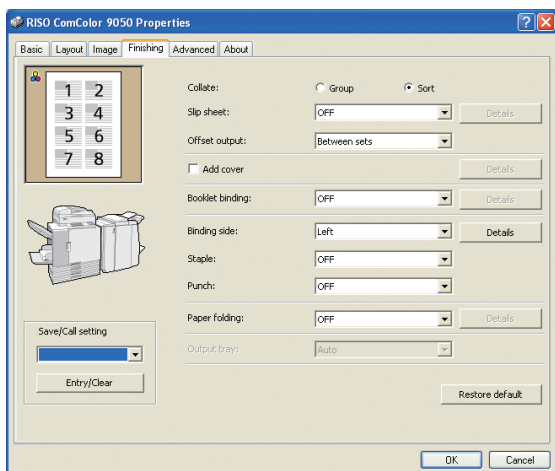 RISO ComColor 9050 Properties
Basic Layout Image Finishing Advanced About
1 2
3 4
5 6
7 8
Collate: Group Sort
Slip sheet: OFF Details
Offset output: Between sets
Add cover Details
Booklet binding: OFF Details
Binding side: Left Details
Staple: OFF
Punch: OFF
Paper folding: OFF Details
Output tray: Auto
Save/Call setting
Entry/Clear
Restore default
OK Cancel